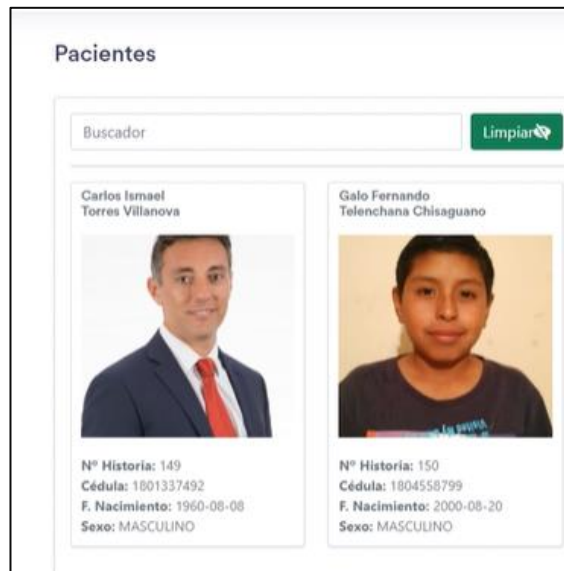 Pacientes
Buscador
Limpiar
Carlos Ismael
Torres Villanova
Nº Historia: 149
Cédula: 1801337492
F. Nacimiento: 1960-08-08
Sexo: MASCULINO
Galo Fernando
Telenchana Chisaguano
Nº Historia: 150
Cédula: 1804558799
F. Nacimiento: 2000-08-20
Sexo: MASCULINO